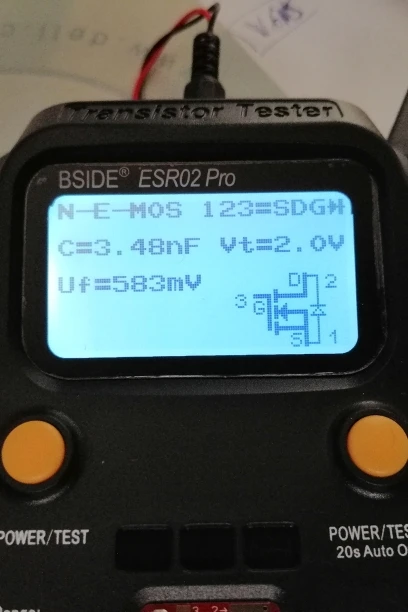 Transistor Tester
BSIDE® ESR02 Pro
N-E-MOS 123=SDG
C=3.48nF Vt=2.0V
Uf=583mV
D 2
3 G
S 1
POWER/TEST
POWER/TES
20s Auto O